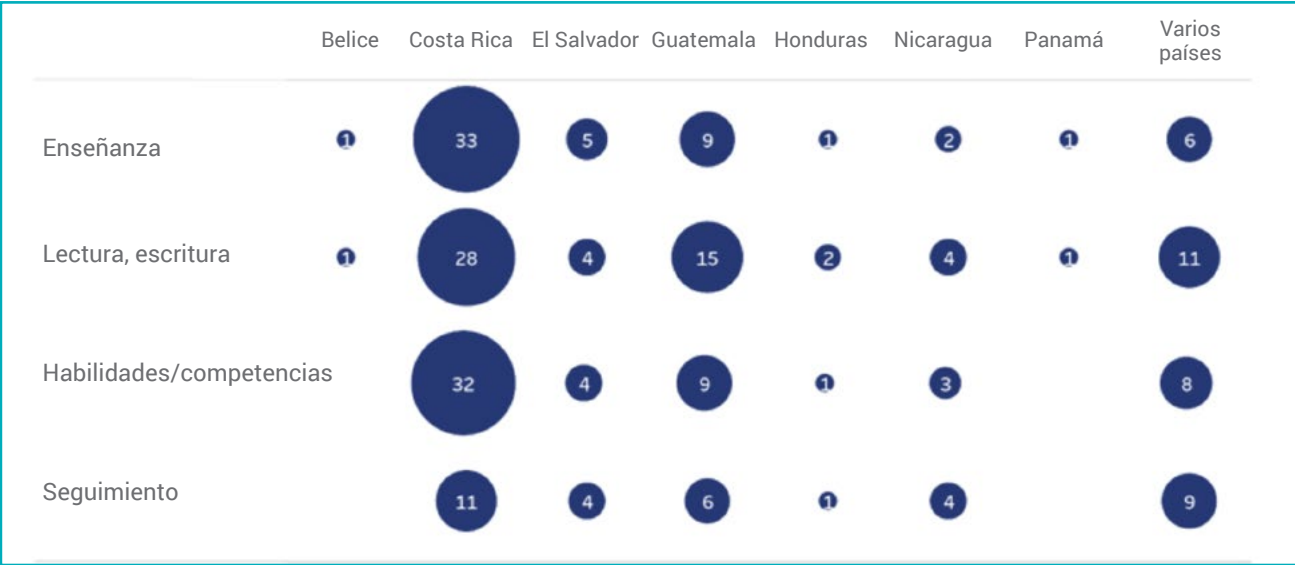 Belice Costa Rica El Salvador Guatemala Honduras Nicaragua Panamá Varios países
Enseñanza 1 33 5 9 1 2 1 6
Lectura, escritura 1 28 4 15 2 4 1 11
Habilidades/competencias 32 4 9 1 3 8
Seguimiento 11 4 6 1 4 9